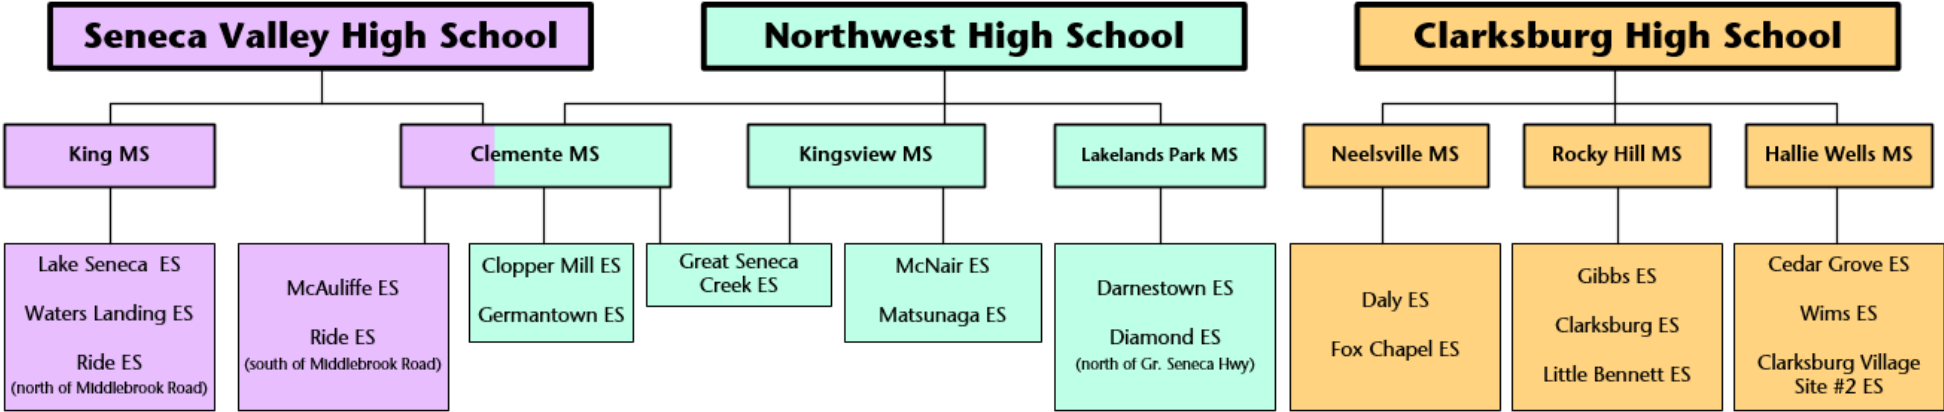 Seneca Valley High School
Northwest High School
Clarksburg High School
King MS
Clemente MS
Kingsview MS
Lakelands Park MS
Neelsville MS
Rocky Hill MS
Hallie Wells MS
Lake Seneca ES
Waters Landing ES
Ride ES
(north of Middlebrook Road)
McAuliffe ES
Ride ES
(south of Middlebrook Road)
Clopper Mill ES
Germantown ES
Great Seneca
Creek ES
McNair ES
Matsunaga ES
Darnestown ES
Diamond ES
(north of Gr. Seneca Hwy)
Daly ES
Fox Chapel ES
Gibbs ES
Clarksburg ES
Little Bennett ES
Cedar Grove ES
Wims ES
Clarksburg Village
Site #2 ES